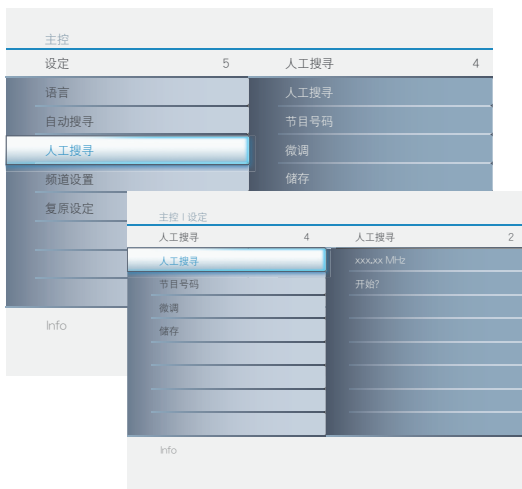 主控
设定 5 人工搜寻 4
语言 人工搜寻
自动搜寻 节目号码
人工搜寻 微调
频道设置 储存
复原设定
Info
主控 I 设定
人工搜寻 4 人工搜寻 2
人工搜寻 xxx.xx MHz
节目号码 开始?
微调
储存
Info